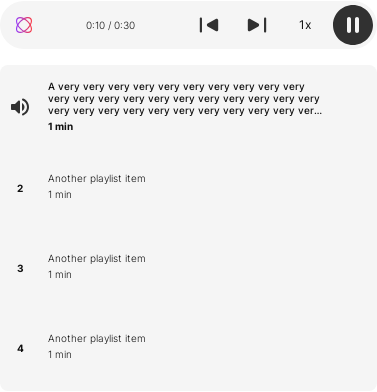 0:10 / 0:30
1x
A very very very very very very very very very very
very very very very very very very very very very very
very very very very very very very very very very ver...
1 min
2
Another playlist item
1 min
3
Another playlist item
1 min
4
Another playlist item
1 min